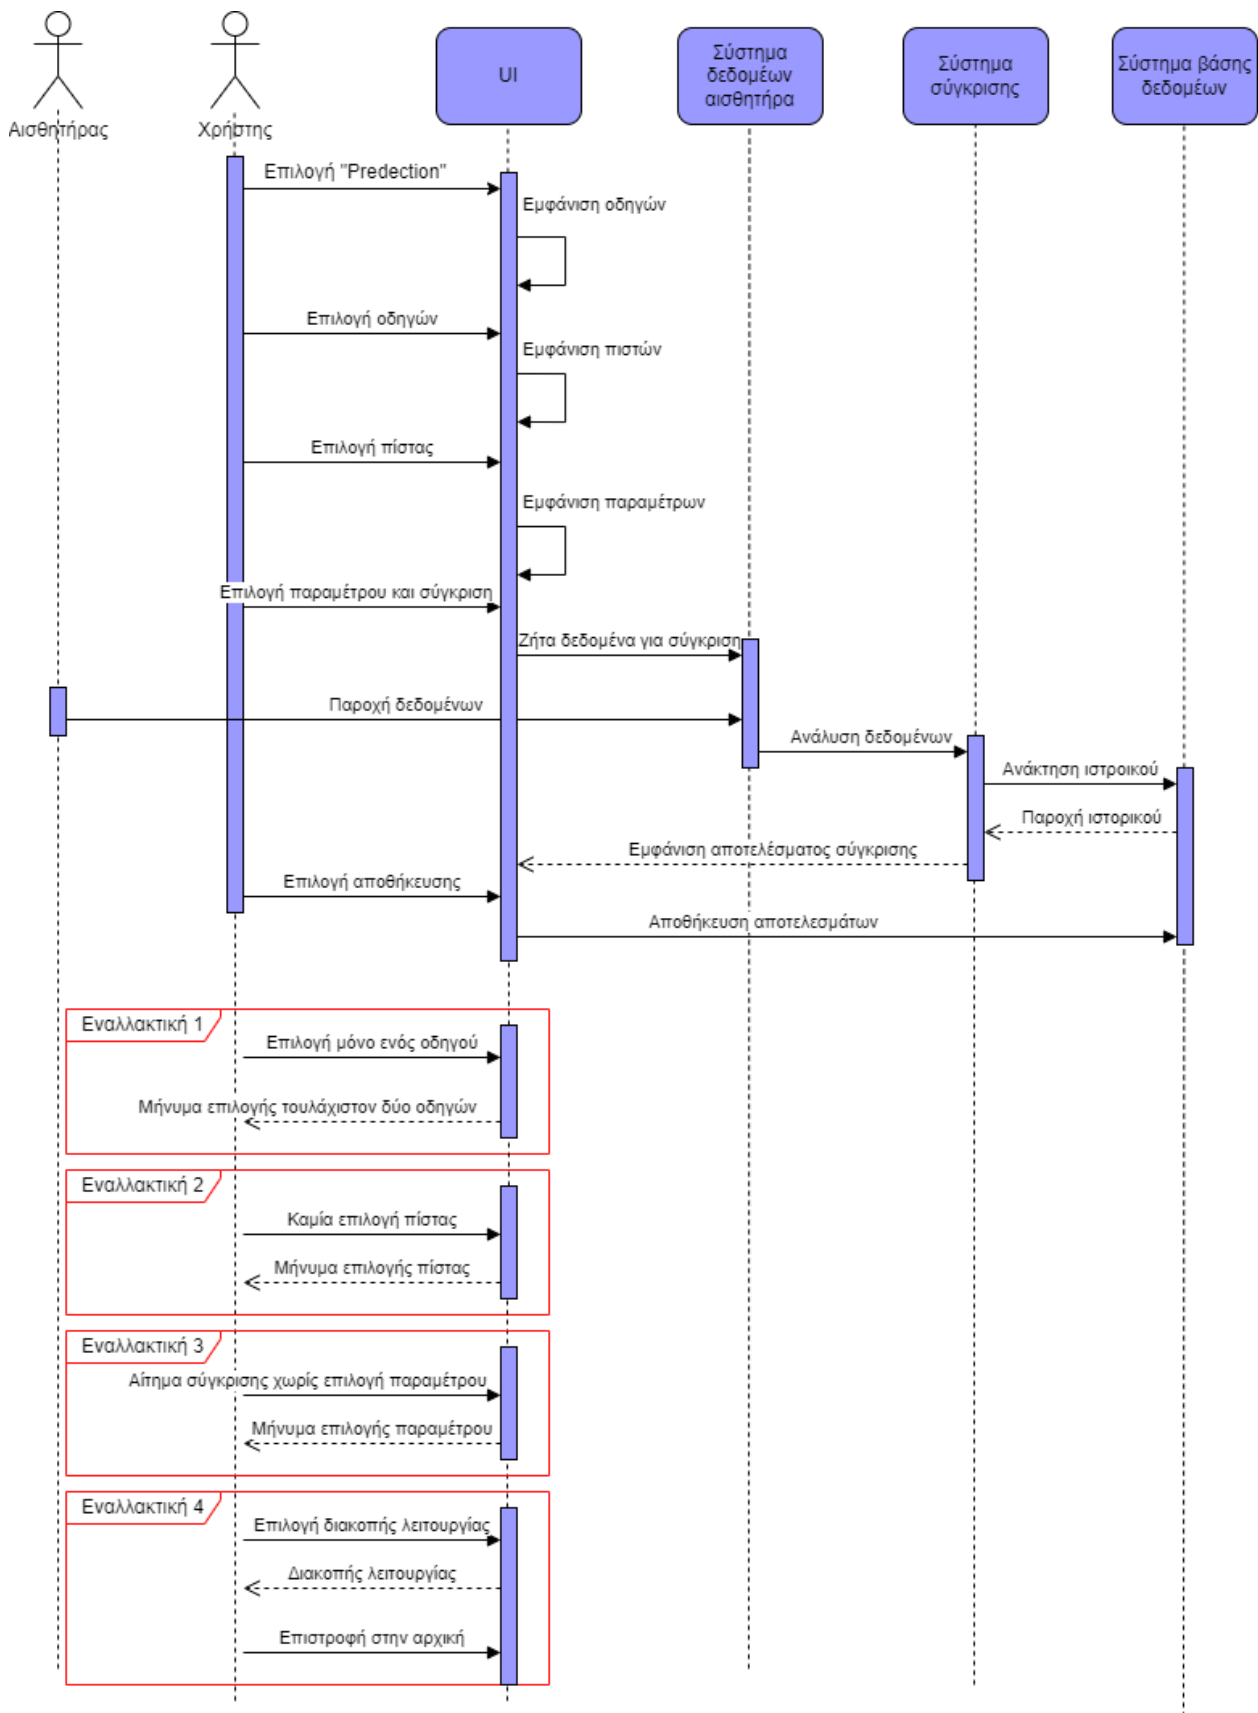 Αισθητήρας
Χρήστης
UI
Σύστημα
δεδομέων
αισθητήρα
Σύστημα
σύγκρισης
Σύστημα βάσης
δεδομέων
Επιλογή "Predection"
Εμφάνιση οδηγών
Επιλογή οδηγών
Εμφάνιση πιστών
Επιλογή πίστας
Εμφάνιση παραμέτρων
Επιλογή παραμέτρου και σύγκριση
Ζήτα δεδομένα για σύγκριση
Παροχή δεδομένων
Ανάλυση δεδομένων
Ανάκτηση ιστροικού
Παροχή ιστορικού
Εμφάνιση αποτελέσματος σύγκρισης
Επιλογή αποθήκευσης
Αποθήκευση αποτελεσμάτων
Εναλλακτική 1
Επιλογή μόνο ενός οδηγού
Μήνυμα επιλογής τουλάχιστον δύο οδηγών
Εναλλακτική 2
Καμία επιλογή πίστας
Μήνυμα επιλογής πίστας
Εναλλακτική 3
Αίτημα σύγκρισης χωρίς επιλογή παραμέτρου
Μήνυμα επιλογής παραμέτρου
Εναλλακτική 4
Επιλογή διακοπής λειτουργίας
Διακοπής λειτουργίας
Επιστροφή στην αρχική